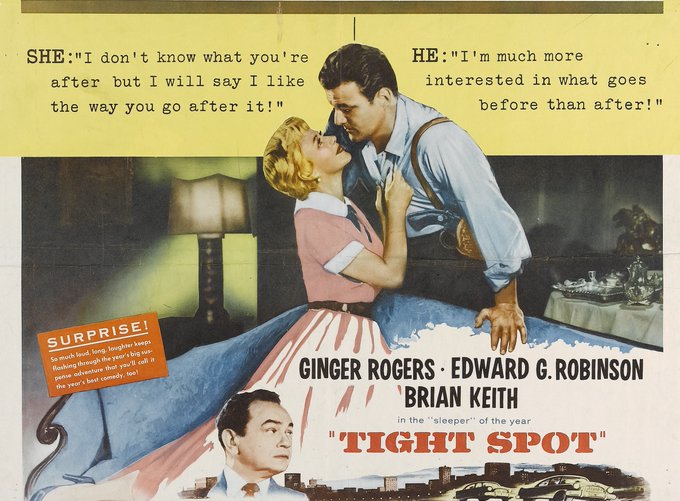 SHE:"I don't know what you're
after but I will say I like
the way you go after it!"
HE:"I'm much more
interested in what goes
before than after!"
SURPRISE!
So much loud, long, laughter keeps
flashing through the year's big sus-
pense adventure that you'll call it
the year's best comedy, too!
GINGER ROGERS · EDWARD G. ROBINSON
BRIAN KEITH
in the "sleeper" of the year
"TIGHT SPOT"